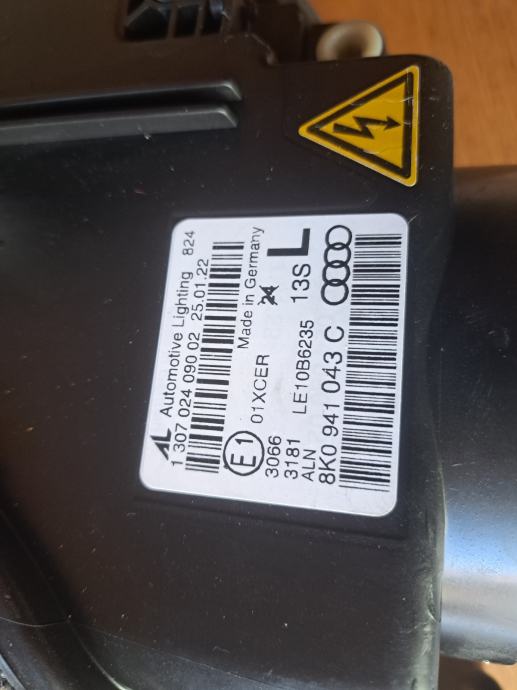 AL Automotive Lighting 824
1 307 024 090 02 25.01.22
Made in Germany
E1 01XCER
3066
3181 LE10B6235 13S L
ALN
8K0 941 043 C